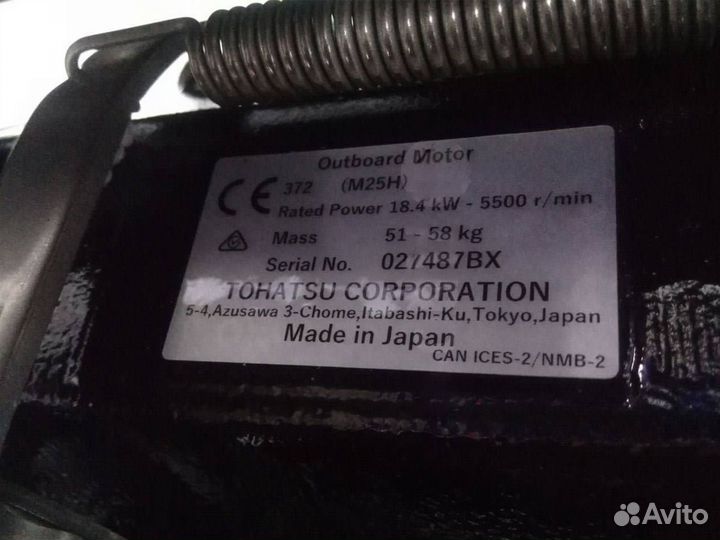 Outboard Motor
CE 372 (M25H)
Rated Power 18.4 kW - 5500 r/min
Mass 51 - 58 kg
Serial No. 027487BX
TOHATSU CORPORATION
5-4,Azusawa 3-Chome,Itabashi-Ku,Tokyo,Japan
Made in Japan
CAN ICES-2/NMB-2
Avito